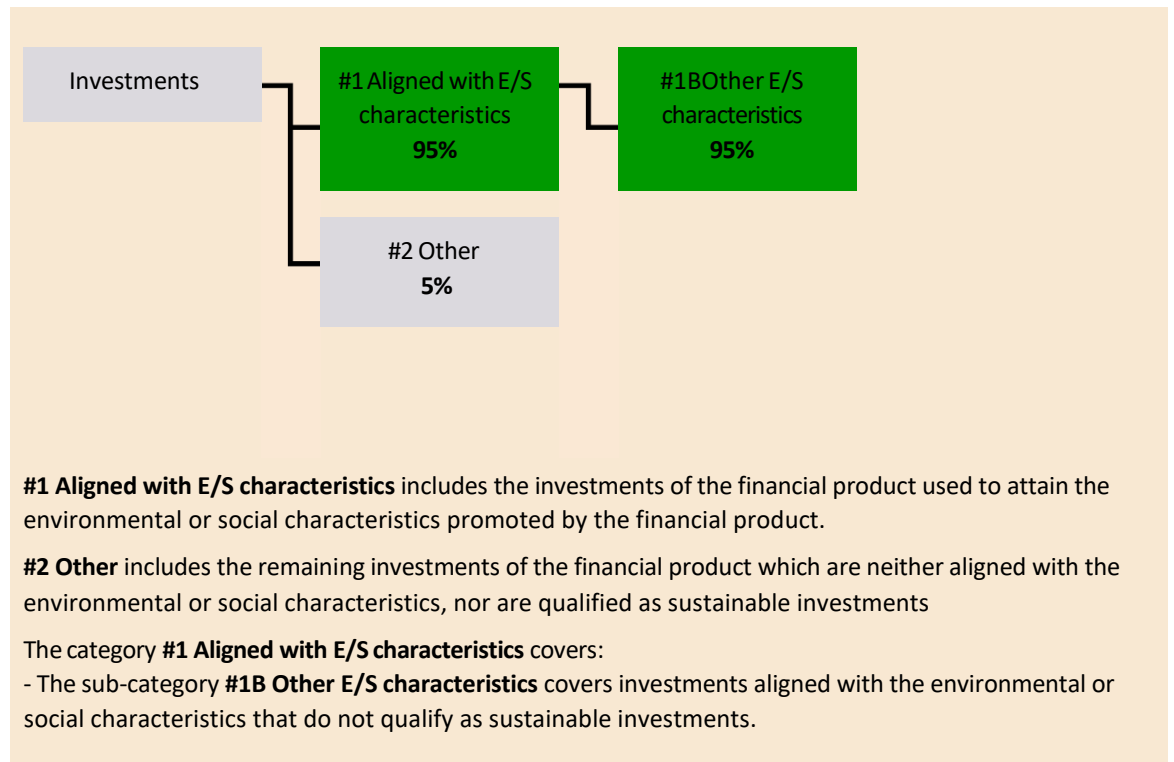 Investments
#1 Aligned with E/S
characteristics
95%
#1BOther E/S
characteristics
95%
#2 Other
5%
#1 Aligned with E/S characteristics includes the investments of the financial product used to attain the
environmental or social characteristics promoted by the financial product.
#2 Other includes the remaining investments of the financial product which are neither aligned with the
environmental or social characteristics, nor are qualified as sustainable investments
The category #1 Aligned with E/S characteristics covers:
- The sub-category #1B Other E/S characteristics covers investments aligned with the environmental or
social characteristics that do not qualify as sustainable investments.